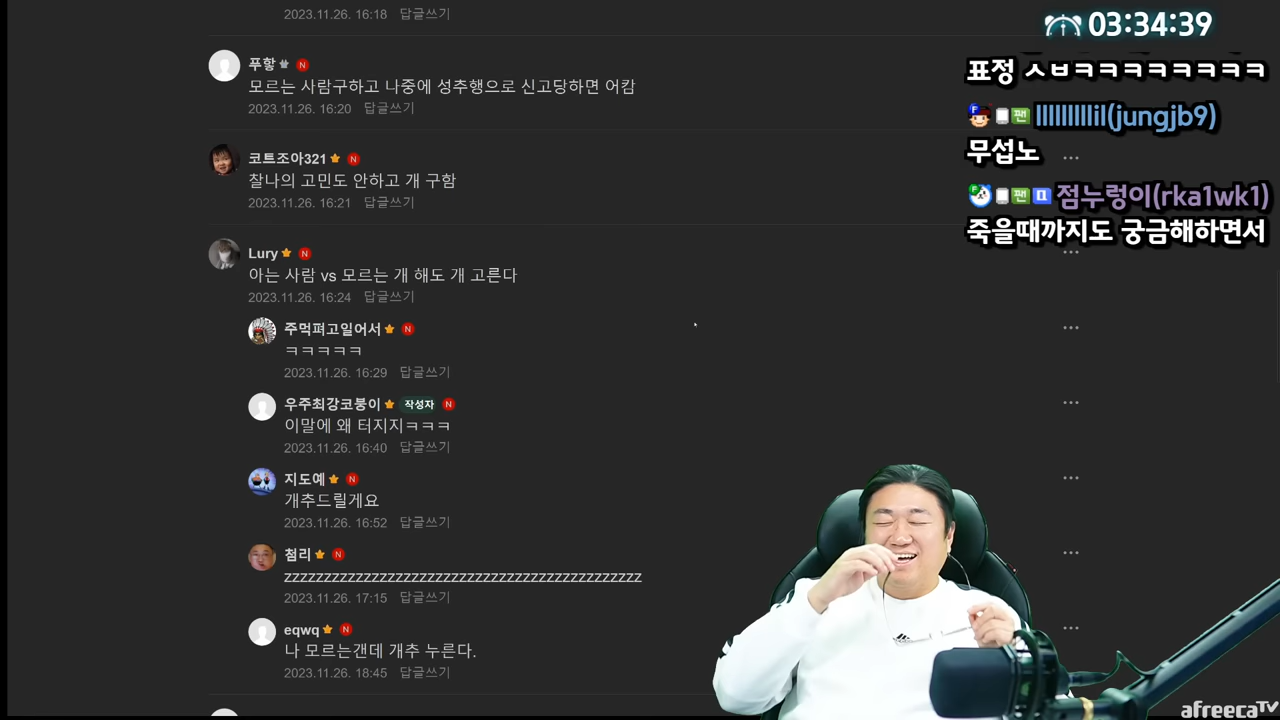 2023.11.26. 16:18 답글쓰기
03:34:39
푸항 N
모르는 사람구하고 나중에 성추행으로 신고당하면 어캄
2023.11.26. 16:20 답글쓰기
표정 ㅅㅂㅋㅋㅋㅋㅋㅋㅋㅋㅋ
F 팬 llllllllllil(jungjb9)
무섭노
코트조아321 N
찰나의 고민도 안하고 개 구함
2023.11.26. 16:21 답글쓰기
F 팬 점누렁이(rka1wk1)
죽을때까지도 궁금해하면서
Lury N
아는 사람 vs 모르는 개 해도 개 고른다
2023.11.26. 16:24 답글쓰기
주먹펴고일어서 N
ㅋㅋㅋㅋㅋ
2023.11.26. 16:29 답글쓰기
우주최강코붕이 작성자 N
이말에 왜 터지지ㅋㅋㅋ
2023.11.26. 16:40 답글쓰기
지도예 N
개추드릴게요
2023.11.26. 16:52 답글쓰기
첨리 N
zzzzzzzzzzzzzzzzzzzzzzzzzzzzzzzzzzzzzzzzzzzzz
2023.11.26. 17:15 답글쓰기
eqwq N
나 모르는갠데 개추 누른다.
2023.11.26. 18:45 답글쓰기
afreecaTV